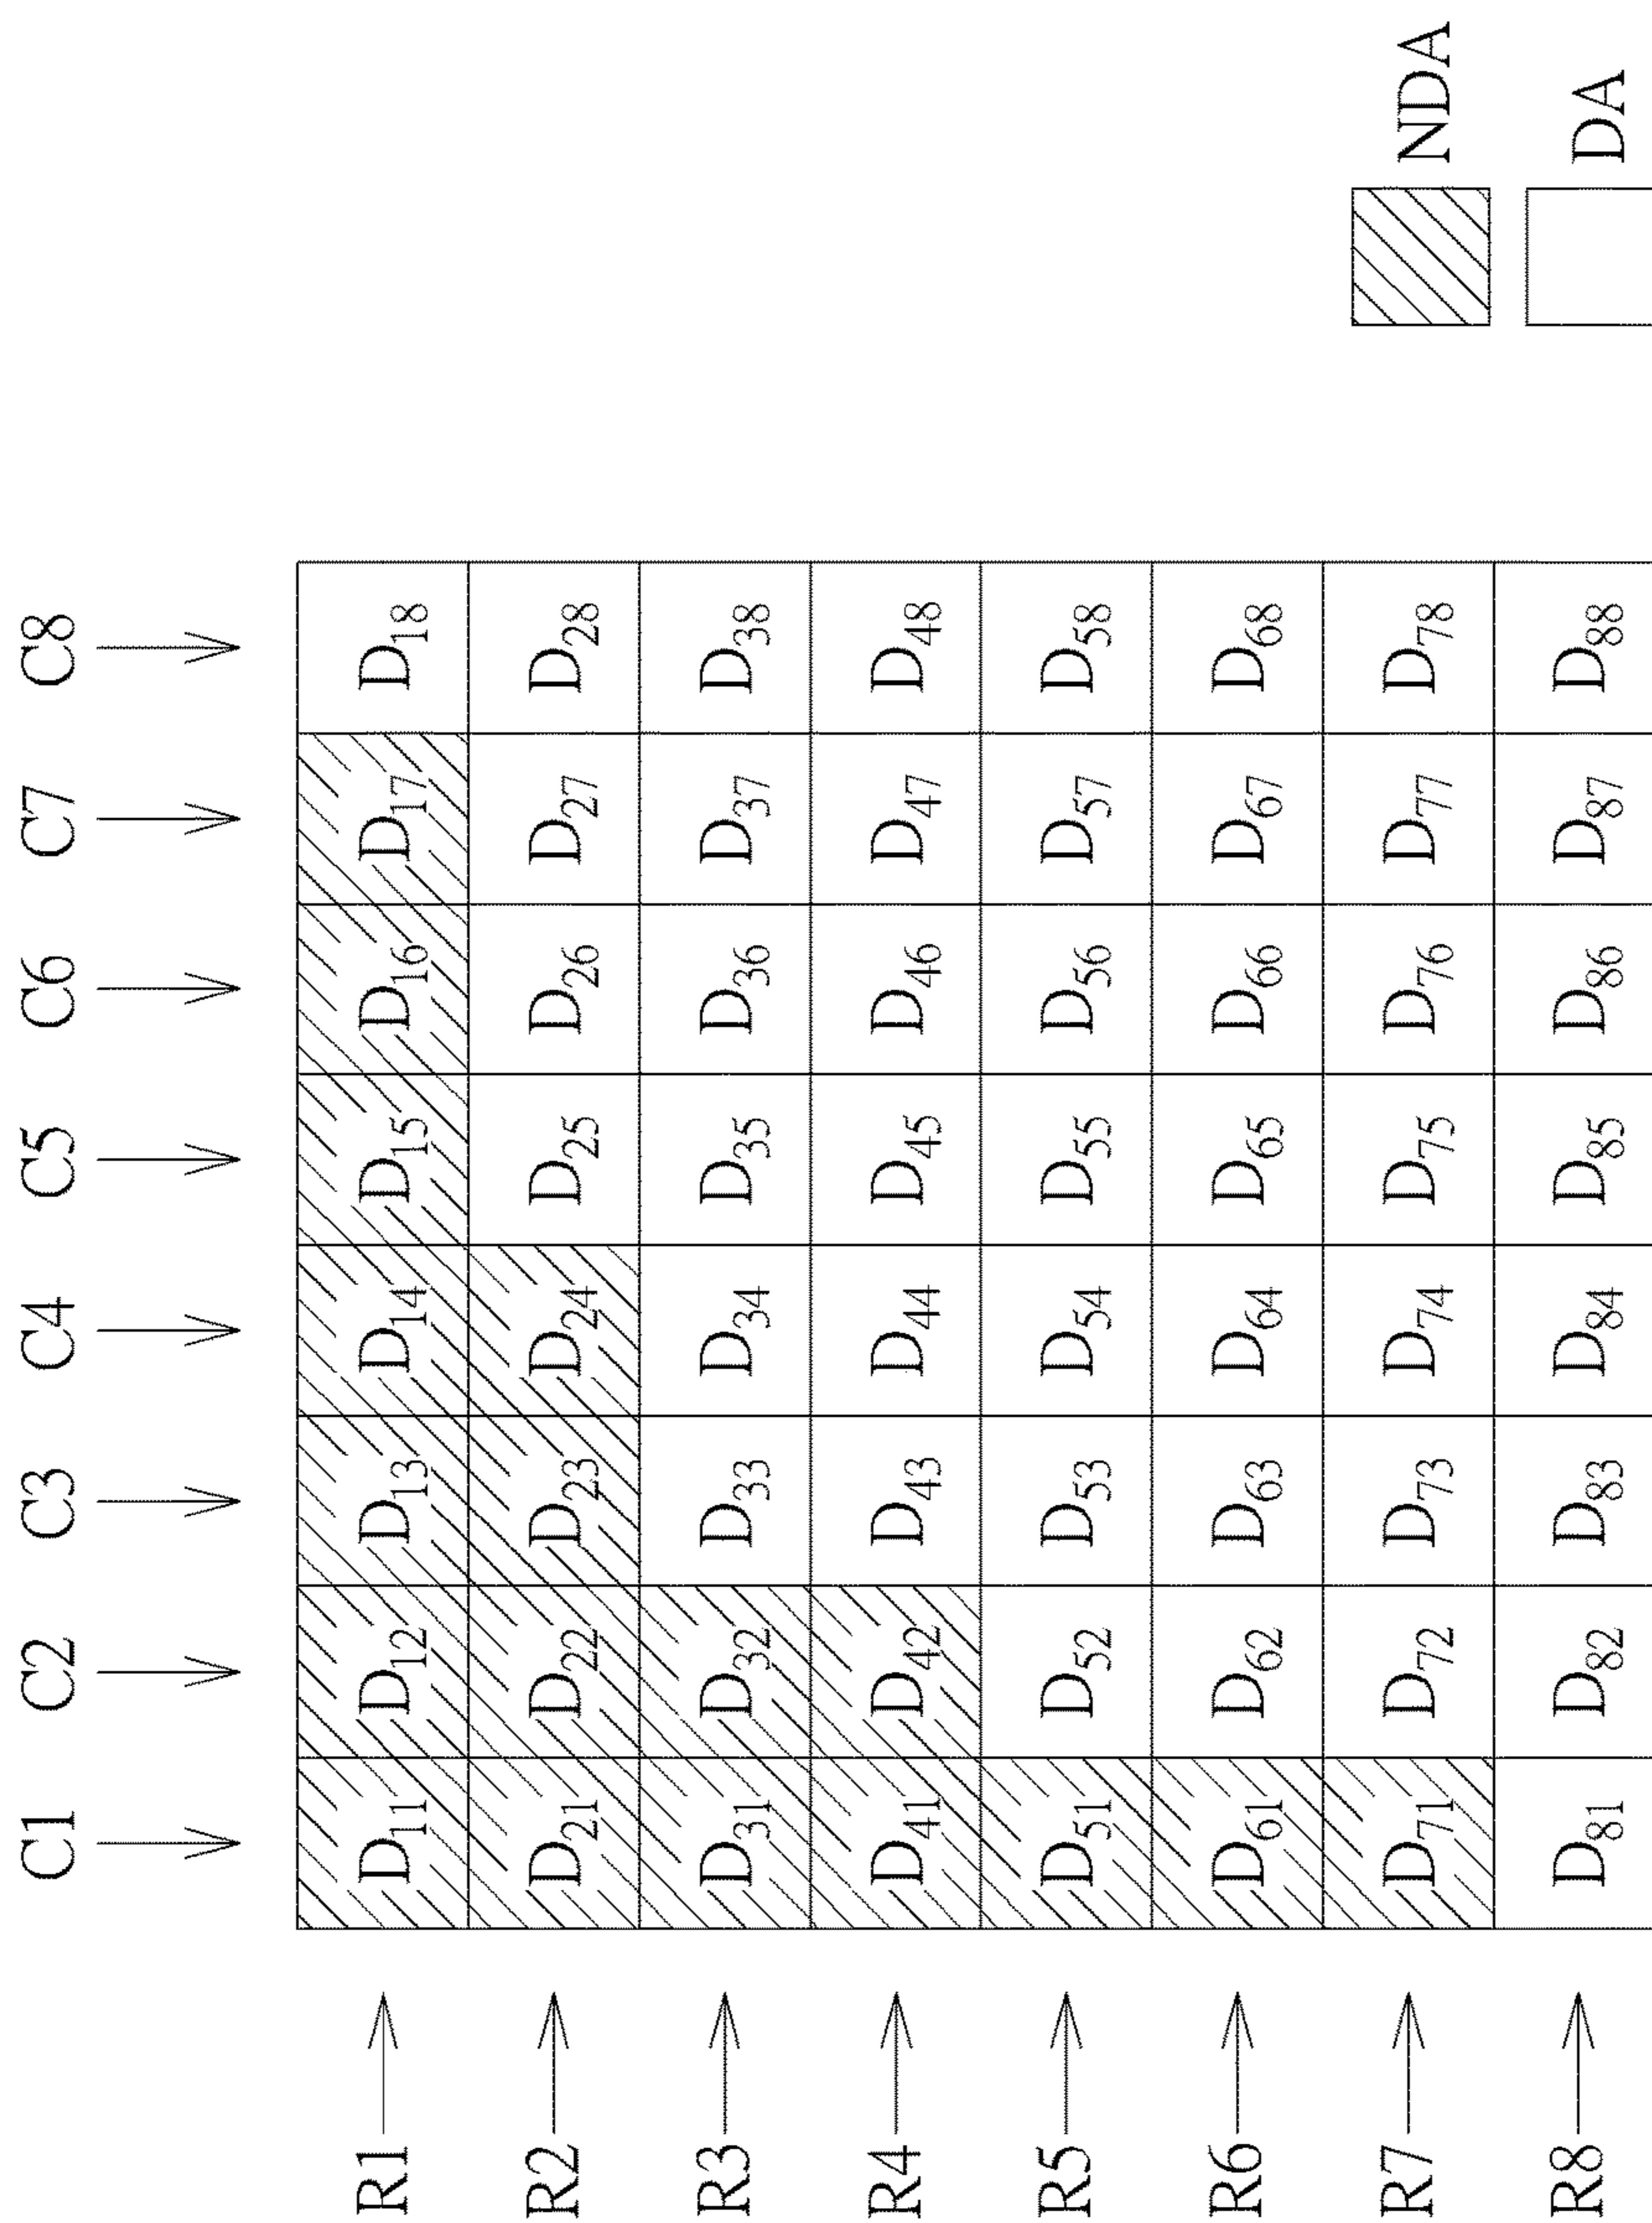 C1 C2 C3 C4 C5 C6 C7 C8
R1 D11 D12 D13 D14 D15 D16 D17 D18
R2 D21 D22 D23 D24 D25 D26 D27 D28
R3 D31 D32 D33 D34 D35 D36 D37 D38
R4 D41 D42 D43 D44 D45 D46 D47 D48
R5 D51 D52 D53 D54 D55 D56 D57 D58
R6 D61 D62 D63 D64 D65 D66 D67 D68
R7 D71 D72 D73 D74 D75 D76 D77 D78
R8 D81 D82 D83 D84 D85 D86 D87 D88
NDA
DA